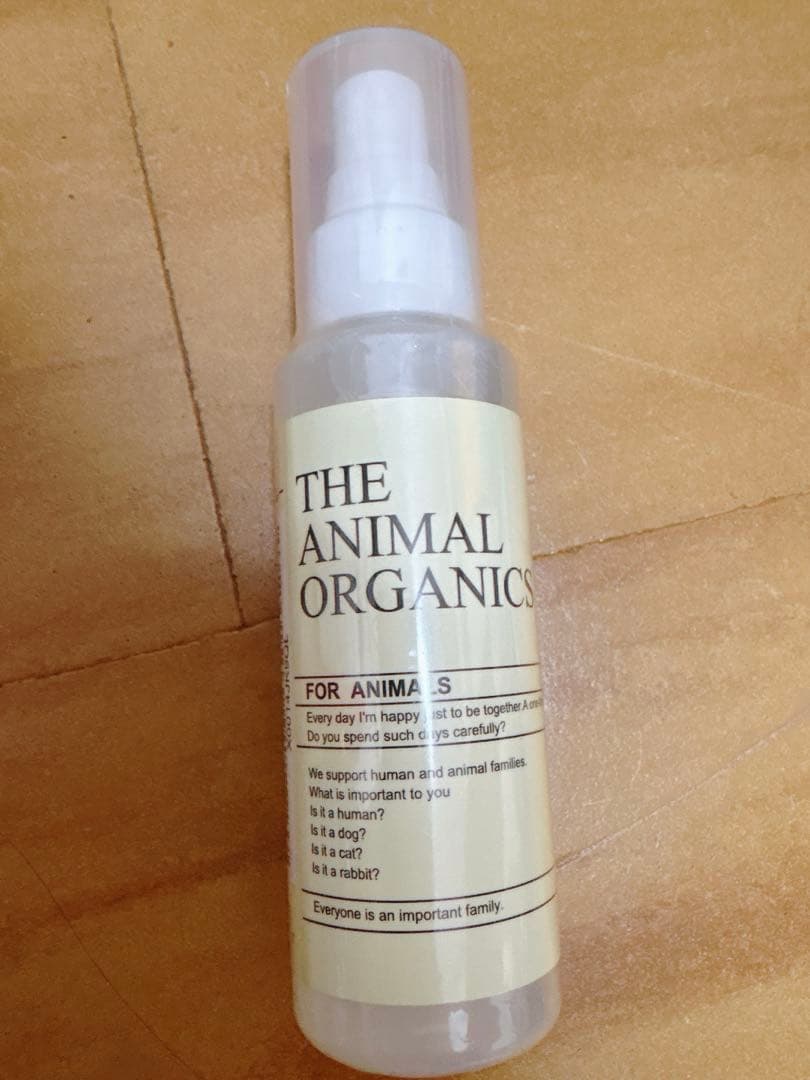 THE
ANIMAL
ORGANICS
FOR ANIMALS
Every day I'm happy just to be together.A
Do you spend such days carefully?
We support human and animal families.
What is important to you
Is it a human?
Is it a dog?
Is it a cat?
Is it a rabbit?
Everyone is an important family.